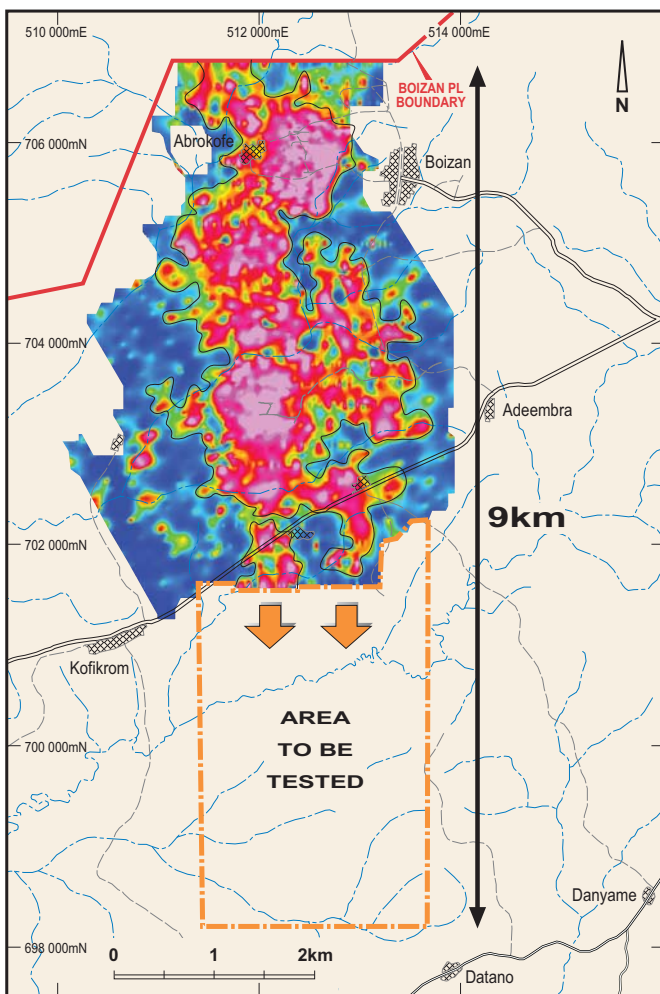 510 000mE
512 000mE
514 000mE
BOIZAN PL
BOUNDARY
N
706 000mN
Abrokofe
Boizan
704 000mN
Adeembra
9km
702 000mN
Kofikrom
AREA
TO BE
TESTED
700 000mN
Danyame
698 000mN
0 1 2km
Datano